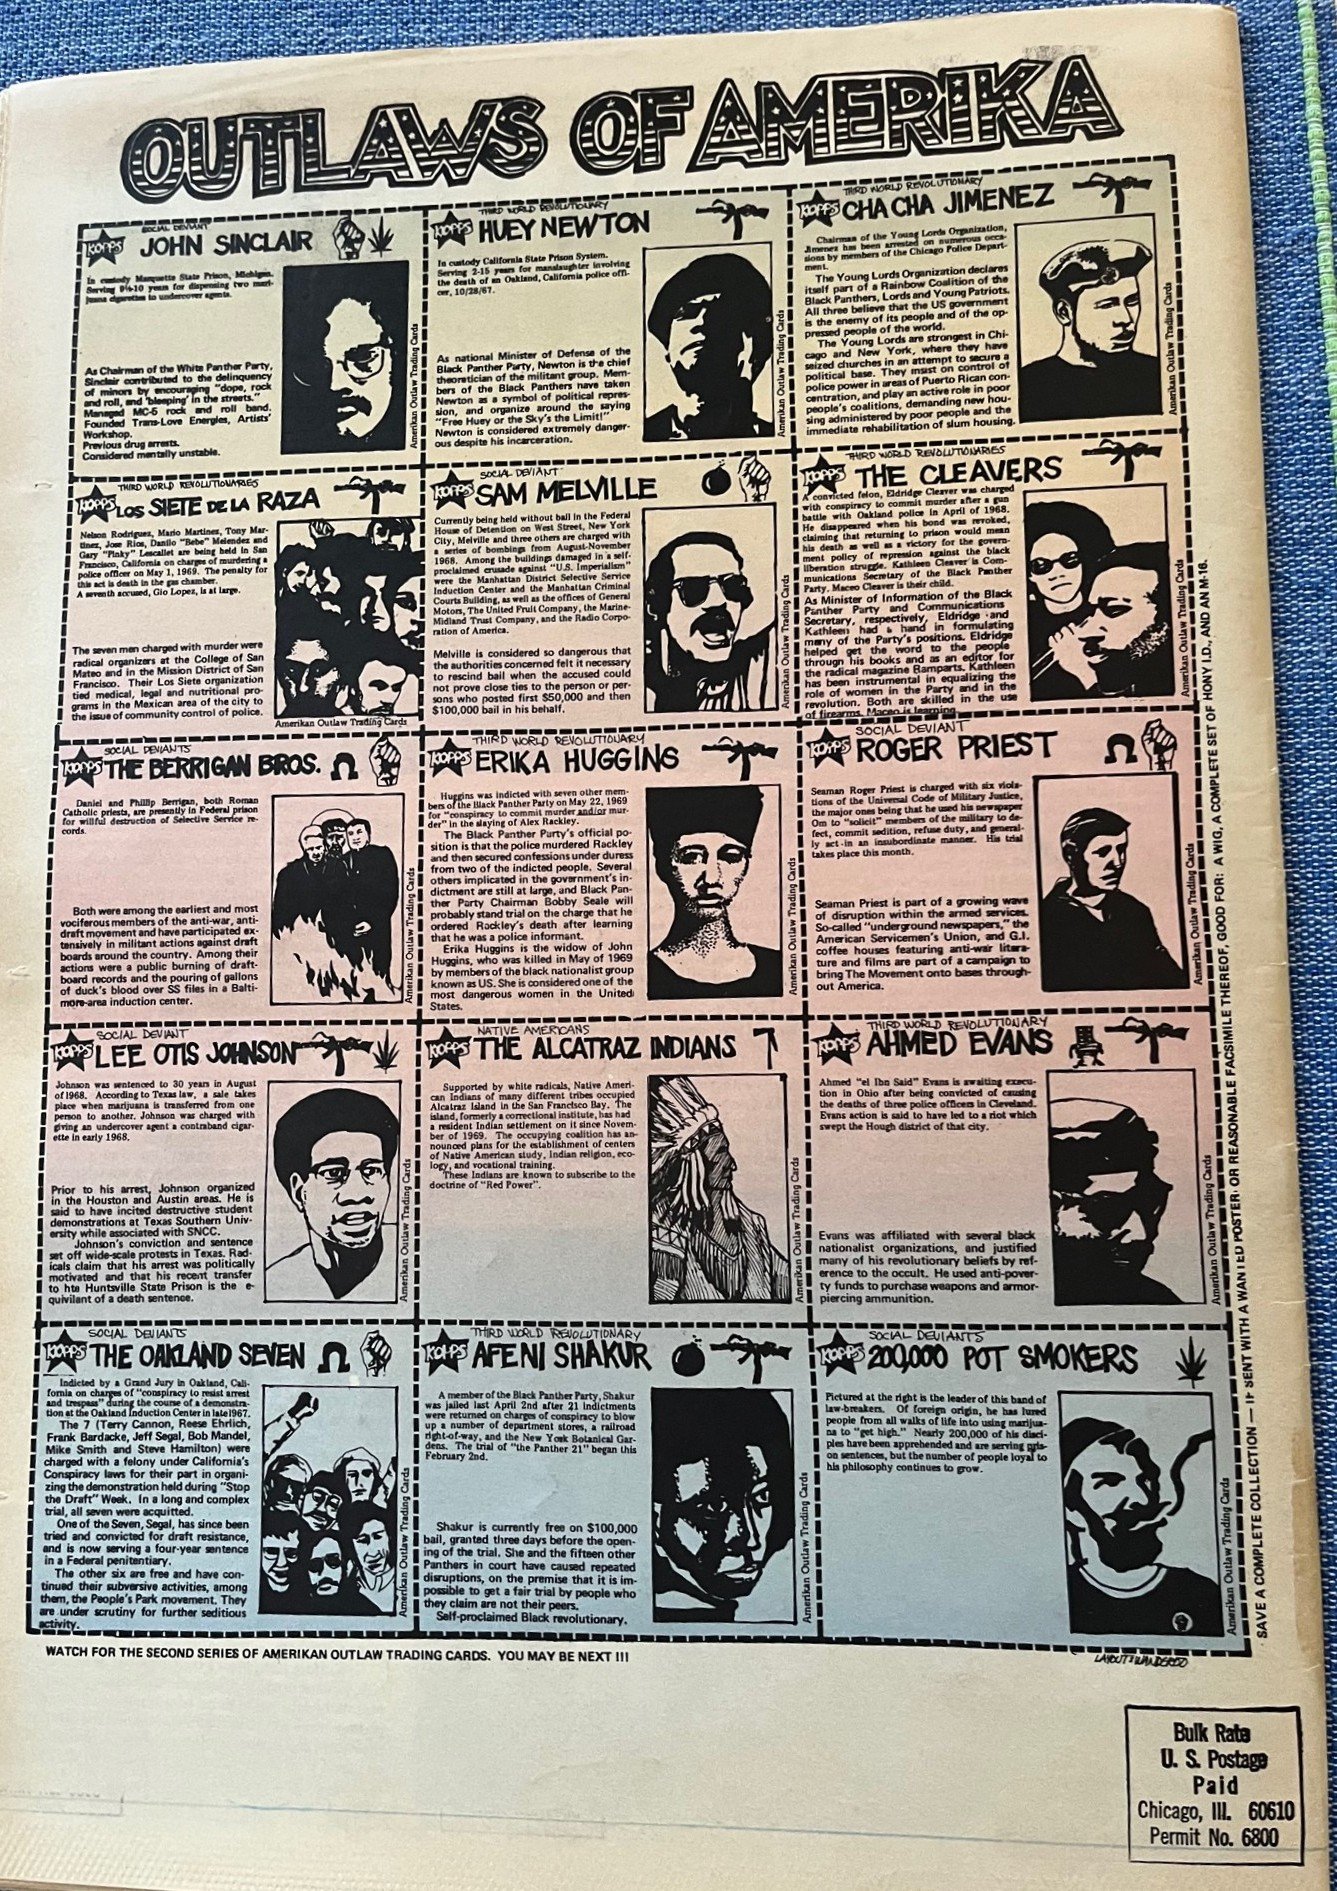 OUTLAWS OF AMERIKA
SOCIAL DEVIANT
KOPPS JOHN SINCLAIR
In custody Marquette State Prison, Michigan.
Serving 9½-10 years for dispensing two mari-
juana cigarettes to undercover agents.
As Chairman of the White Panther Party,
Sinclair contributed to the delinquency
of minors by encouraging "dope, rock
and roll, and 'bleeping' in the streets."
Managed MC-5 rock and roll band.
Founded Trans-Love Energies, Artists'
Workshop.
Previous drug arrests.
Considered mentally unstable.
Amerikan Outlaw Trading Cards
THIRD WORLD REVOLUTIONARY
KOPPS HUEY NEWTON
In custody California State Prison System.
Serving 2-15 years for manslaughter involving
the death of an Oakland, California police offi-
cer, 10/28/67.
As national Minister of Defense of the
Black Panther Party, Newton is the chief
theoretician of the militant group. Mem-
bers of the Black Panthers have taken
Newton as a symbol of political repres-
sion, and organize around the saying
"Free Huey or the Sky's the Limit!"
Newton is considered extremely danger-
ous despite his incarceration.
Amerikan Outlaw Trading Cards
THIRD WORLD REVOLUTIONARY
KOPPS CHA CHA JIMENEZ
Chairman of the Young Lords Organization,
Jimenez has been arrested on numerous occa-
sions by members of the Chicago Police Depart-
ment.
The Young Lurds Organization declares
itself part of a Rainbow Coalition of the
Black Panthers, Lords and Young Patriots.
All three believe that the US government
is the enemy of its people and of the op-
pressed people of the world.
The Young Lords are strongest in Chi-
cago and New York, where they have
seized churches in an attempt to secure a
political base. They insist on control of
police power in areas of Puerto Rican con-
centration, and play an active role in poor
people's coalitions, demanding new hou-
sing administered by poor people and the
immediate rehabilitation of slum housing.
Amerikan Outlaw Trading Cards
THIRD WORLD REVOLUTIONARIES
KOPPS LOS SIETE DE LA RAZA
Nelson Rodriguez, Mario Martinez, Tony Mar-
tinez, Jose Rios, Danilo "Bebe" Melendez and
Gary "Pinky" Lescallet are being held in San
Francisco, California on charges of murdering a
police officer on May 1, 1969. The penalty for
this act is death in the gas chamber.
A seventh accused, Gio Lopez, is at large.
The seven men charged with murder were
radical organizers at the College of San
Mateo and in the Mission District of San
Francisco. Their Los Siete organization
tied medical, legal and nutritional pro-
grams in the Mexican area of the city to
the issue of community control of police.
Amerikan Outlaw Trading Cards
SOCIAL DEVIANT
KOPPS SAM MELVILLE
Currently being held without bail in the Federal
House of Detention on West Street, New York
City, Melville and three others are charged with
a series of bombings from August-November
1968. Among the buildings damaged in a self-
proclaimed crusade against "U.S. Imperialism"
were the Manhattan District Selective Service
Induction Center and the Manhattan Criminal
Courts Building, as well as the offices of General
Motors, The United Fruit Company, the Marine-
Midland Trust Company, and the Radio Corpo-
ration of America.
Melville is considered so dangerous that
the authorities concerned felt it necessary
to rescind bail when the accused could
not prove close ties to the person or per-
sons who posted first $50,000 and then
$100,000 bail in his behalf.
Amerikan Outlaw Trading Cards
THIRD WORLD REVOLUTIONARIES
KOPPS THE CLEAVERS
A convicted felon, Eldridge Cleaver was charged
with conspiracy to commit murder after a gun
battle with Oakland police in April of 1968.
He disappeared when his bond was revoked,
claiming that returning to prison would mean
his death as well as a victory for the govern-
ment policy of repression against the black
liberation struggle. Kathleen Cleaver is Com-
munications Secretary of the Black Panther
Party. Maceo Cleaver is their child.
As Minister of Information of the Black
Panther Party and Communications
Secretary, respectively, Eldridge and
Kathleen had a hand in formulating
many of the Party's positions. Eldridge
helped get the word to the people
through his books and as an editor for
the radical magazine Ramparts. Kathleen
has been instrumental in equalizing the
role of women in the Party and in the
revolution. Both are skilled in the use
of firearms. Maceo is learning.
Amerikan Outlaw Trading Cards
SOCIAL DEVIANTS
KOPPS THE BERRIGAN BROS.
Daniel and Phillip Berrigan, both Roman
Catholic priests, are presently in Federal prison
for willful destruction of Selective Service re-
cords.
Both were among the earliest and most
vociferous members of the anti-war, anti-
draft movement and have participated ex-
tensively in militant actions against draft
boards around the country. Among their
actions were a public burning of draft-
board records and the pouring of gallons
of duck's blood over SS files in a Balti-
more-area induction center.
Amerikan Outlaw Trading Cards
THIRD WORLD REVOLUTIONARY
KOPPS ERIKA HUGGINS
Huggins was indicted with seven other mem-
bers of the Black Panther Party on May 22, 1969
for "conspiracy to commit murder and/or mur-
der" in the slaying of Alex Rackley.
The Black Panther Purty's official po-
sition is that the police murdered Rackley
and then secured confessions under duress
from two of the indicted people. Several
others implicated in the government's in-
dictment are still at large, and Black Pan-
ther Party Chairman Bobby Seale will
probably stand trial on the charge that he
ordered Rackley's death after learning
that he was a police informant.
Erika Huggins is the widow of John
Huggins, who was killed in May of 1969
by members of the black nationalist group
known as US. She is considered one of the
most dangerous women in the United
States.
Amerikan Outlaw Trading Cards
SOCIAL DEVIANT
KOPPS ROGER PRIEST
Seaman Roger Priest is charged with six viola-
tions of the Universal Code of Military Justice,
the major ones being that he used his newspaper
Om to "solicit" members of the military to de-
fect, commit sedition, refuse duty, and general-
ly act in an insubordinate manner. His trial
takes place this month.
Seaman Priest is part of a growing wave
of disruption within the armed services.
So-called "underground newspapers," the
American Servicemen's Union, and G.I.
coffee houses featuring anti-war litera-
ture and films are part of a campaign to
bring The Movement onto bases through-
out America.
Amerikan Outlaw Trading Cards
SOCIAL DEVIANT
KOPPS LEE OTIS JOHNSON
Johnson was sentenced to 30 years in August
of 1968. According to Texas law, a sale takes
place when marijuana is transferred from one
person to another. Johnson was charged with
giving an undercover agent a contraband cigar-
ette in early 1968.
Prior to his arrest, Johnson organized
in the Houston and Austin areas. He is
said to have incited destructive student
demonstrations at Texas Southern Univ-
ersity while associated with SNCC.
Johnson's conviction and sentence
set off wide-scale protests in Texas. Rad-
icals claim that his arrest was politically
motivated and that his recent transfer
to hte Huntsville State Prison is the e-
quivilant of a death sentence.
Amerikan Outlaw Trading Cards
NATIVE AMERICANS
KOPPS THE ALCATRAZ INDIANS
Supported by white radicals, Native Ameri-
can Indians of many different tribes occupied
Alcatraz Island in the San Francisco Bay. The
island, formerly a correctional institute, has had
a resident Indian settlement on it since Novem-
ber of 1969. The occupying coalition has an-
nounced plans for the establishment of centers
of Native American study, Indian religion, eco-
logy, and vocational training.
These Indians are known to subscribe to the
doctrine of "Red Power".
Amerikan Outlaw Trading Cards
THIRD WORLD REVOLUTIONARY
KOPPS AHMED EVANS
Ahmed "el Ibn Said" Evans is awaiting execu-
tion in Ohio after being convicted of causing
the deaths of three police officers in Cleveland.
Evans action is said to have led to a riot which
swept the Hough district of that city.
Evans was affiliated with several black
nationalist organizations, and justified
many of his revolutionary beliefs by ref-
erence to the occult. He used anti-pover-
ty funds to purchase weapons and armor-
piercing ammunition.
Amerikan Outlaw Trading Cards
SOCIAL DEVIANTS
KOPPS THE OAKLAND SEVEN
Indicted by a Grand Jury in Oakland, Cali-
fornia on charges of "conspiracy to resist arrest
and trespass" during the course of a demonstra-
tion at the Oakland Induction Center in late 1967.
The 7 (Terry Cannon, Reese Ehrlich,
Frank Bardacke, Jeff Segal, Bob Mandel,
Mike Smith and Steve Hamilton) were
charged with a felony under California's
Conspiracy laws for their part in organi-
zing the demonstration held during "Stop
the Draft" Week. In a long and complex
trial, all seven were acquitted.
One of the Seven, Segal, has since been
tried and convicted for draft resistance,
and is now serving a four-year sentence
in a Federal penitentiary.
The other six are free and have con-
tinued their subversive activities, among
them, the People's Park movement. They
are under scrutiny for further seditious
activity.
Amerikan Outlaw Trading Cards
THIRD WORLD REVOLUTIONARY
KOPPS AFENI SHAKUR
A member of the Black Panther Party, Shakur
was jailed last April 2nd after 21 indictments
were returned on charges of conspiracy to blow
up a number of department stores, a railroad
right-of-way, and the New York Botanical Gar-
dens. The trial of "the Panther 21" began this
February 2nd.
Shakur is currently free on $100,000
bail, granted three days before the open-
ing of the trial. She and the fifteen other
Panthers in court have caused repeated
disruptions, on the premise that it is im-
possible to get a fair trial by people who
they claim are not their peers.
Self-proclaimed Black revolutionary.
Amerikan Outlaw Trading Cards
SOCIAL DEVIANTS
KOPPS 200,000 POT SMOKERS
Pictured at the right is the leader of this band of
law-breakers. Of foreign origin, he has lured
people from all walks of life into using marijua-
na to "get high." Nearly 200,000 of his disci-
ples have been apprehended and are serving pris-
on sentences, but the number of people loyal to
his philosophy continues to grow.
Amerikan Outlaw Trading Cards
SAVE A COMPLETE COLLECTION — IF SENT WITH A WANTED POSTER OR REASONABLE FACSIMILE THEREOF, GOOD FOR: A WIG, A COMPLETE SET OF PHONY I.D., AND AN M-16.
WATCH FOR THE SECOND SERIES OF AMERIKAN OUTLAW TRADING CARDS. YOU MAY BE NEXT !!!
LAYOUT: WANDEROO
Bulk Rate
U. S. Postage
Paid
Chicago, Ill. 60610
Permit No. 6800